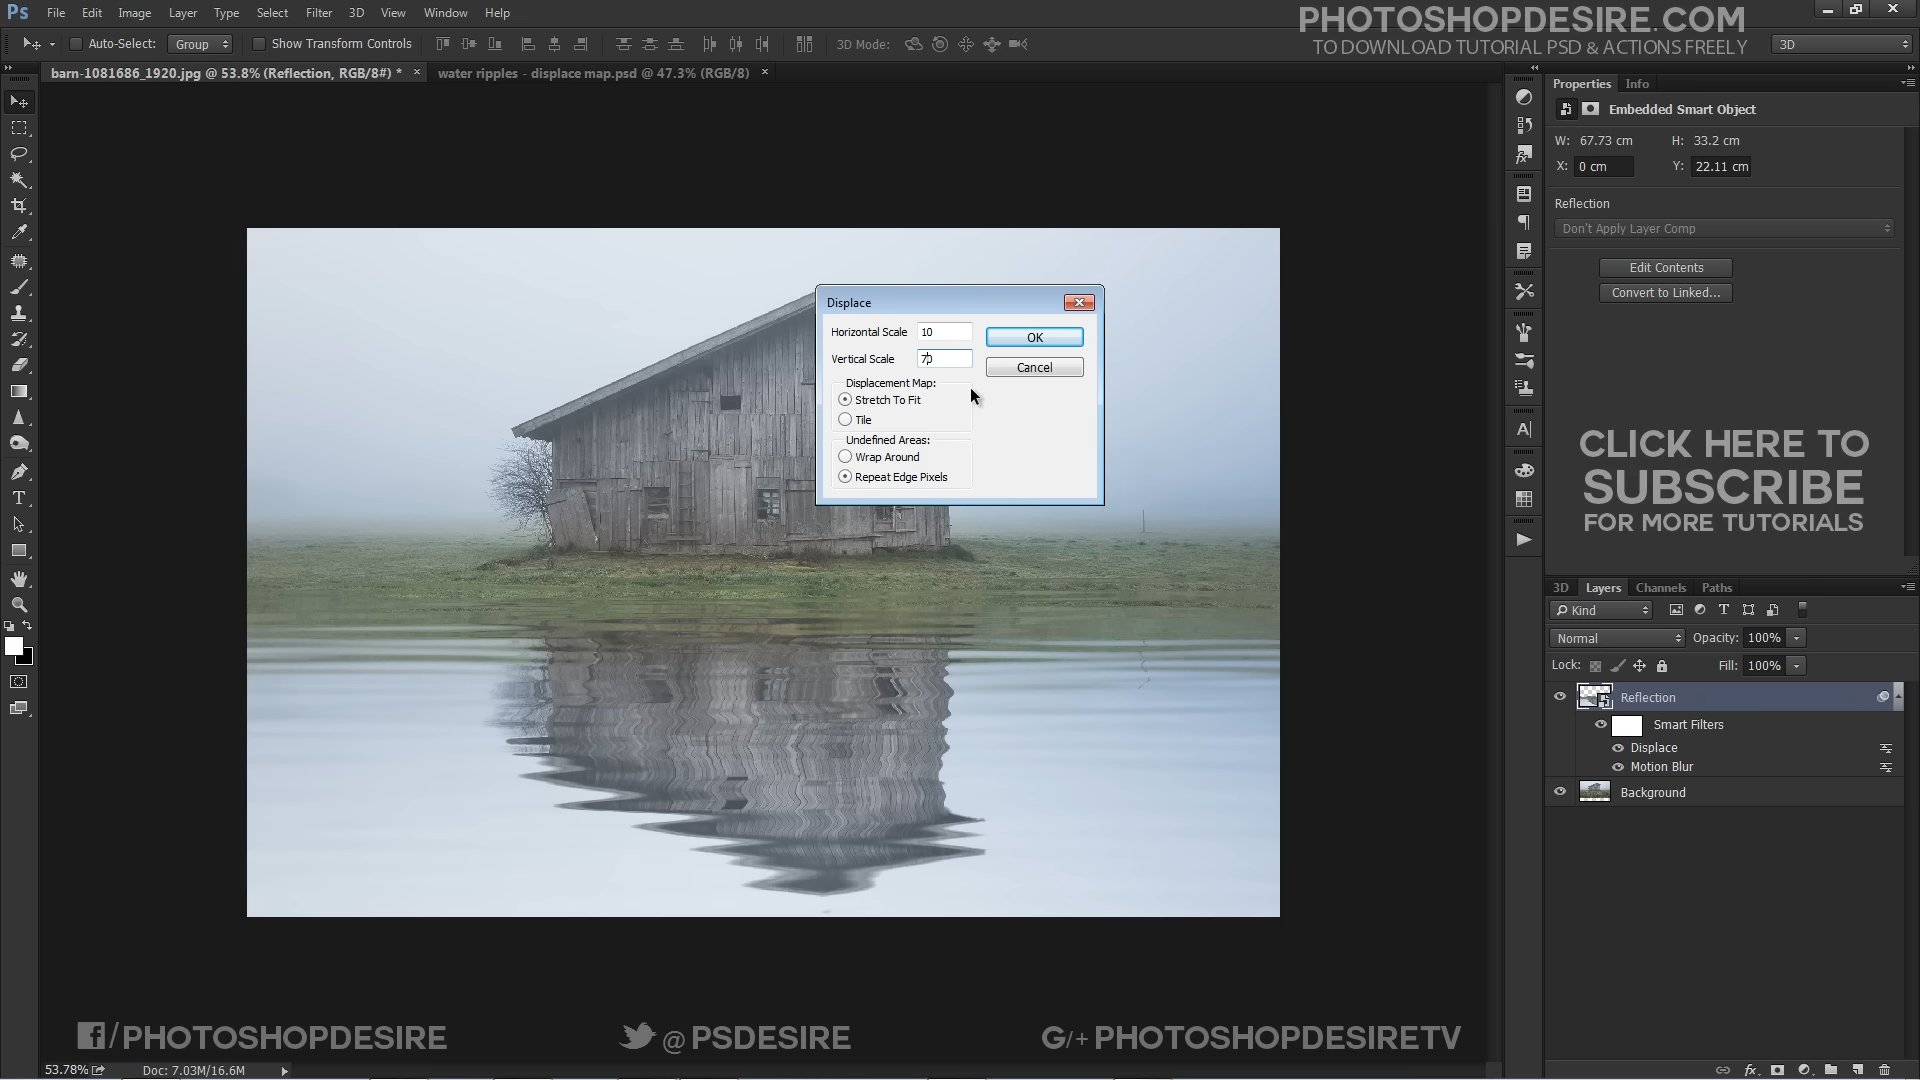 Ps File Edit Image Layer Type Select Filter 3D View Window Help
PHOTOSHOPDESIRE.COM
TO DOWNLOAD TUTORIAL PSD & ACTIONS FREELY
Auto-Select: Group Show Transform Controls 3D Mode: 3D
barn-1081686_1920.jpg @ 53.8% (Reflection, RGB/8#) * ×
water ripples - displace map.psd @ 47.3% (RGB/8) ×
Properties Info
Embedded Smart Object
W: 67.73 cm H: 33.2 cm
X: 0 cm Y: 22.11 cm
Reflection
Don't Apply Layer Comp
Edit Contents
Convert to Linked...
Displace
Horizontal Scale 10
OK
Vertical Scale 70
Cancel
Displacement Map:
Stretch To Fit
Tile
Undefined Areas:
Wrap Around
Repeat Edge Pixels
CLICK HERE TO
SUBSCRIBE
FOR MORE TUTORIALS
3D Layers Channels Paths
Kind
Normal Opacity: 100%
Lock: Fill: 100%
Reflection
Smart Filters
Displace
Motion Blur
Background
f/PHOTOSHOPDESIRE
@PSDESIRE
G/+ PHOTOSHOPDESIRETV
53.78% Doc: 7.03M/16.6M
fx